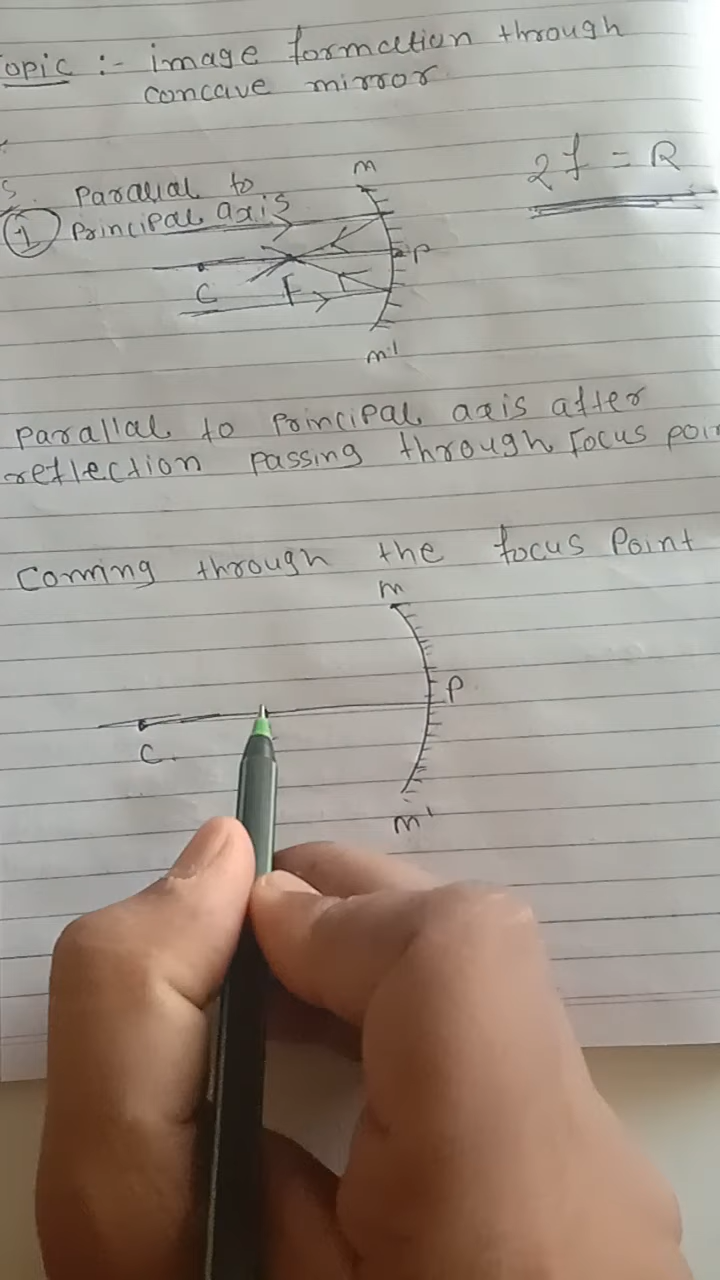 opic :- image formation through
concave mirror
2f = R
s. Parallal to
1 Principal axis
m
P
C
F
m'
parallal to Principal axis after
reflection passing through Focus poin
Coming through the focus Point
m
P
C.
m'